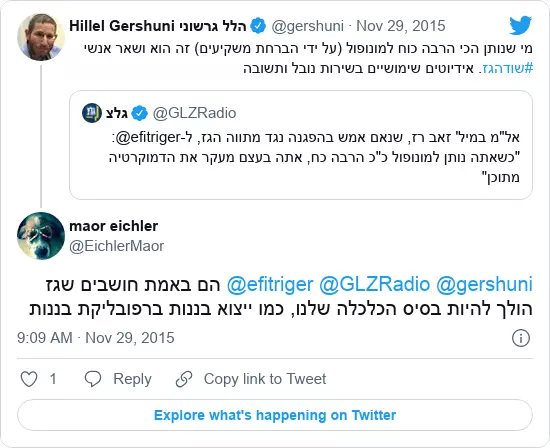 Hillel Gershuni הלל גרשוני @gershuni · Nov 29, 2015
מי שנותן הכי הרבה כוח למונופול (על ידי הברחת משקיעים) זה הוא ושאר אנשי
#שודהגז. אידיוטים שימושיים בשירות נובל ותשובה
גלצ @GLZRadio
אל"מ במיל' זאב רז, שנאם אמש בהפגנה נגד מתווה הגז, ל-efitriger@:
"כשאתה נותן למונופול כ"כ הרבה כח, אתה בעצם מעקר את הדמוקרטיה
מתוכן"
maor eichler
@EichlerMaor
@efitriger @GLZRadio @gershuni הם באמת חושבים שגז
הולך להיות בסיס הכלכלה שלנו, כמו ייצוא בננות ברפובליקת בננות
9:09 AM · Nov 29, 2015
1 Reply Copy link to Tweet
Explore what's happening on Twitter